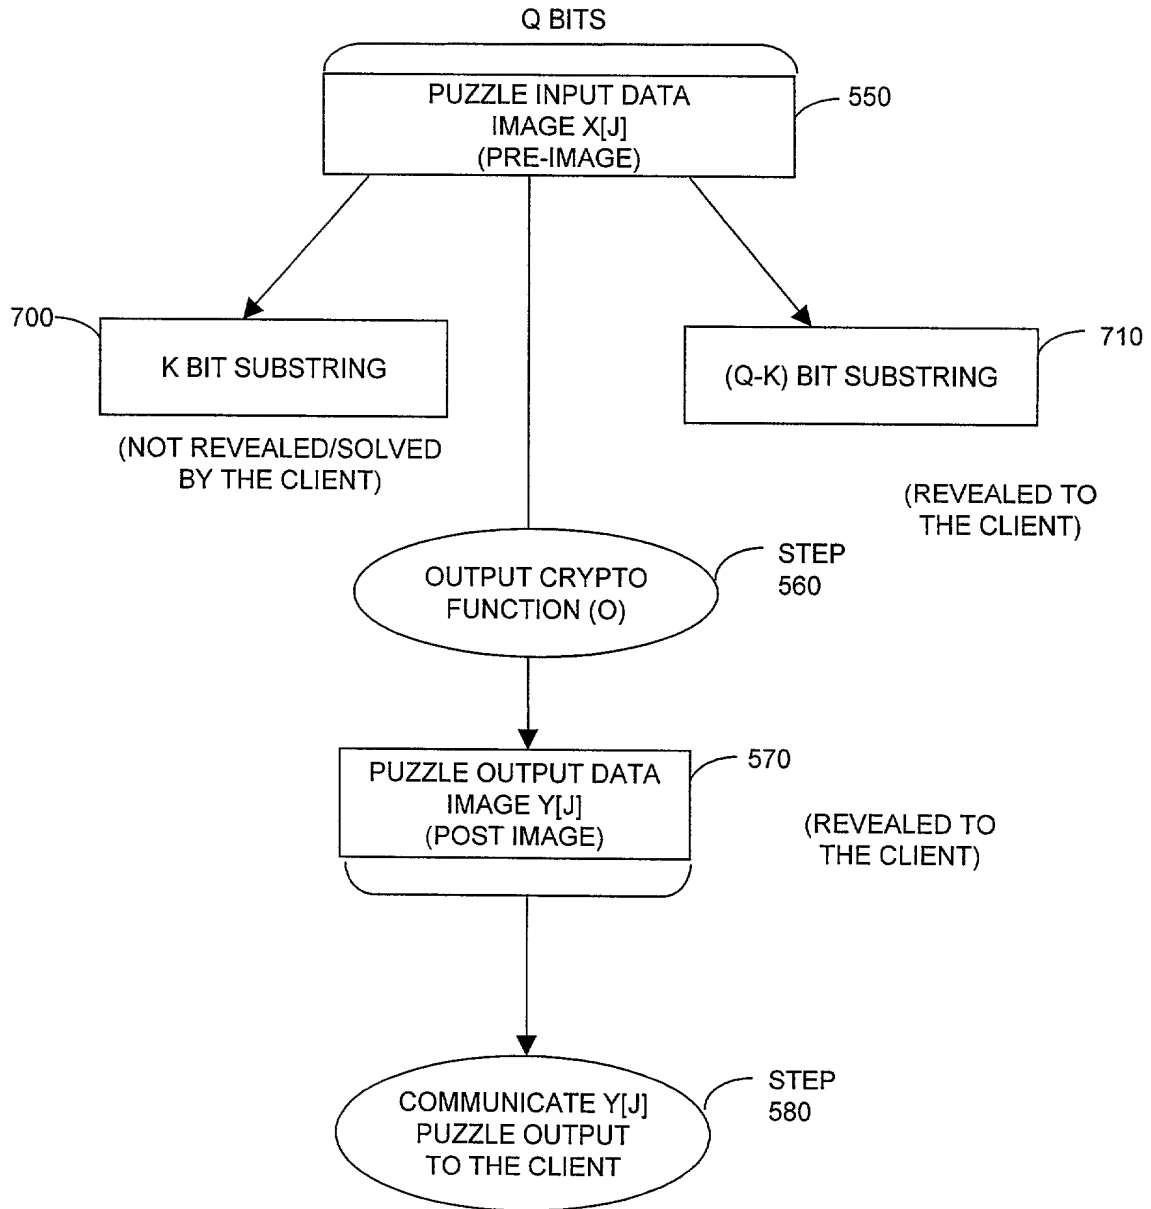 Q BITS
PUZZLE INPUT DATA
IMAGE X[J]
(PRE-IMAGE)
550
700
K BIT SUBSTRING
(NOT REVEALED/SOLVED
BY THE CLIENT)
710
(Q-K) BIT SUBSTRING
(REVEALED TO
THE CLIENT)
OUTPUT CRYPTO
FUNCTION (O)
STEP
560
PUZZLE OUTPUT DATA
IMAGE Y[J]
(POST IMAGE)
570
(REVEALED TO
THE CLIENT)
COMMUNICATE Y[J]
PUZZLE OUTPUT
TO THE CLIENT
STEP
580